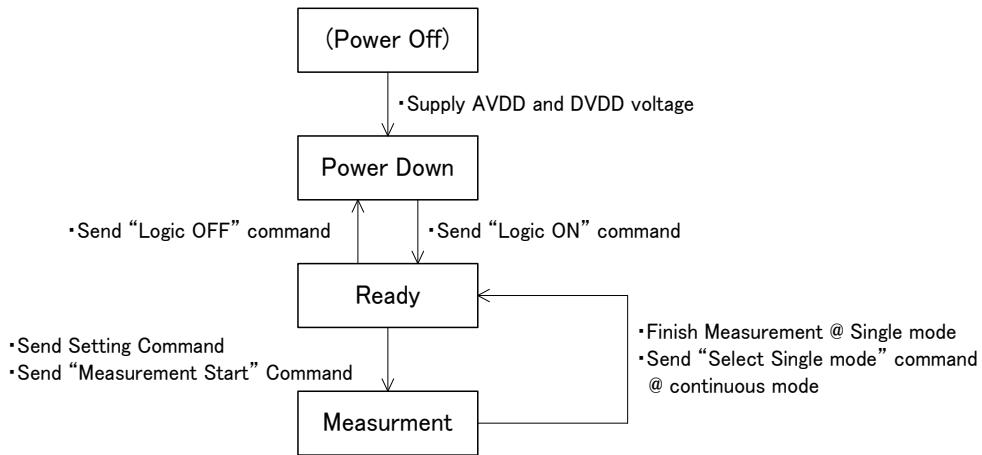 (Power Off)
・Supply AVDD and DVDD voltage
Power Down
・Send “Logic OFF” command
・Send “Logic ON” command
Ready
・Send Setting Command
・Send “Measurement Start” Command
・Finish Measurement @ Single mode
・Send “Select Single mode” command
@ continuous mode
Measurment